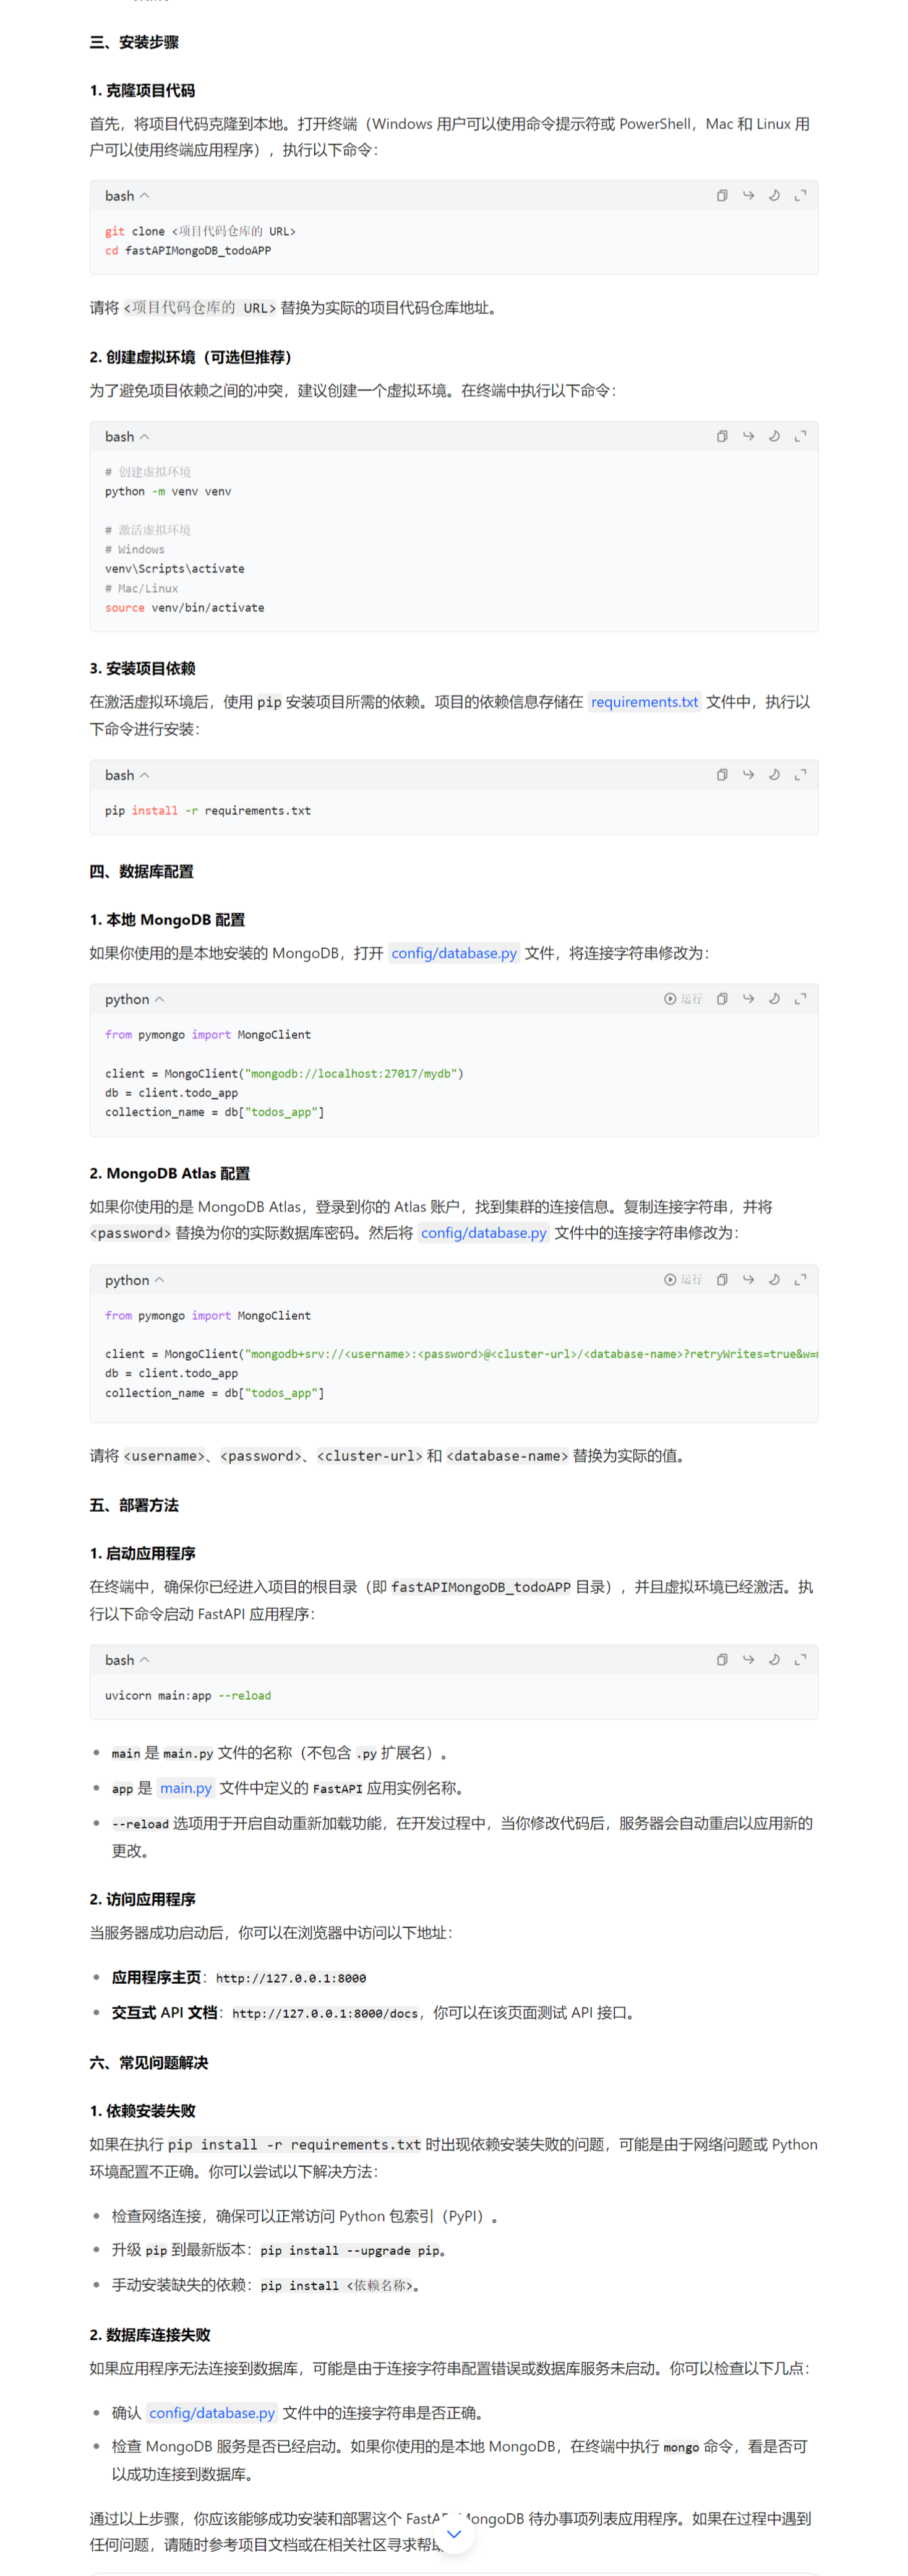 三、安装步骤
1. 克隆项目代码
首先，将项目代码克隆到本地。打开终端（Windows 用户可以使用命令提示符或 PowerShell，Mac 和 Linux 用
户可以使用终端应用程序），执行以下命令：
bash
git clone <项目代码仓库的 URL>
cd fastAPIMongoDB_todoAPP
请将 <项目代码仓库的 URL> 替换为实际的项目代码仓库地址。
2. 创建虚拟环境（可选但推荐）
为了避免项目依赖之间的冲突，建议创建一个虚拟环境。在终端中执行以下命令：
bash
# 创建虚拟环境
python -m venv venv
# 激活虚拟环境
# Windows
venv\Scripts\activate
# Mac/Linux
source venv/bin/activate
3. 安装项目依赖
在激活虚拟环境后，使用 pip 安装项目所需的依赖。项目的依赖信息存储在 requirements.txt 文件中，执行以
下命令进行安装：
bash
pip install -r requirements.txt
四、数据库配置
1. 本地 MongoDB 配置
如果你使用的是本地安装的 MongoDB，打开 config/database.py 文件，将连接字符串修改为：
python
运行
from pymongo import MongoClient
client = MongoClient("mongodb://localhost:27017/mydb")
db = client.todo_app
collection_name = db["todos_app"]
2. MongoDB Atlas 配置
如果你使用的是 MongoDB Atlas，登录到你的 Atlas 账户，找到集群的连接信息。复制连接字符串，并将
<password> 替换为你的实际数据库密码。然后将 config/database.py 文件中的连接字符串修改为：
python
运行
from pymongo import MongoClient
client = MongoClient("mongodb+srv://<username>:<password>@<cluster-url>/<database-name>?retryWrites=true&w=
db = client.todo_app
collection_name = db["todos_app"]
请将 <username>、<password>、<cluster-url> 和 <database-name> 替换为实际的值。
五、部署方法
1. 启动应用程序
在终端中，确保你已经进入项目的根目录（即 fastAPIMongoDB_todoAPP 目录），并且虚拟环境已经激活。执
行以下命令启动 FastAPI 应用程序：
bash
uvicorn main:app --reload
main 是 main.py 文件的名称（不包含 .py 扩展名）。
app 是 main.py 文件中定义的 FastAPI 应用实例名称。
--reload 选项用于开启自动重新加载功能，在开发过程中，当你修改代码后，服务器会自动重启以应用新的
更改。
2. 访问应用程序
当服务器成功启动后，你可以在浏览器中访问以下地址：
应用程序主页：http://127.0.0.1:8000
交互式 API 文档：http://127.0.0.1:8000/docs，你可以在该页面测试 API 接口。
六、常见问题解决
1. 依赖安装失败
如果在执行 pip install -r requirements.txt 时出现依赖安装失败的问题，可能是由于网络问题或 Python
环境配置不正确。你可以尝试以下解决方法：
检查网络连接，确保可以正常访问 Python 包索引（PyPI）。
升级 pip 到最新版本：pip install --upgrade pip。
手动安装缺失的依赖：pip install <依赖名称>。
2. 数据库连接失败
如果应用程序无法连接到数据库，可能是由于连接字符串配置错误或数据库服务未启动。你可以检查以下几点：
确认 config/database.py 文件中的连接字符串是否正确。
检查 MongoDB 服务是否已经启动。如果你使用的是本地 MongoDB，在终端中执行 mongo 命令，看是否可
以成功连接到数据库。
通过以上步骤，你应该能够成功安装和部署这个 FastAPI MongoDB 待办事项列表应用程序。如果在过程中遇到
任何问题，请随时参考项目文档或在相关社区寻求帮助